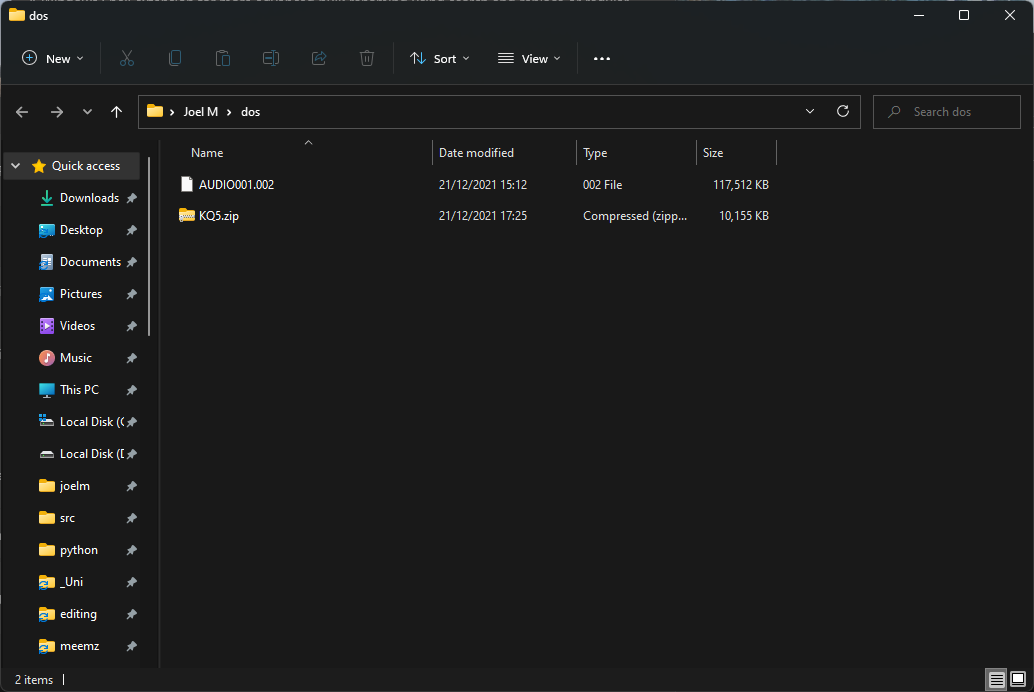 dos
New
Sort
View
Joel M > dos
Search dos
Name Date modified Type Size
AUDIO001.002 21/12/2021 15:12 002 File 117,512 KB
KQ5.zip 21/12/2021 17:25 Compressed (zipp... 10,155 KB
Quick access
Downloads
Desktop
Documents
Pictures
Videos
Music
This PC
Local Disk (
Local Disk (
joelm
src
python
_Uni
editing
meemz
2 items